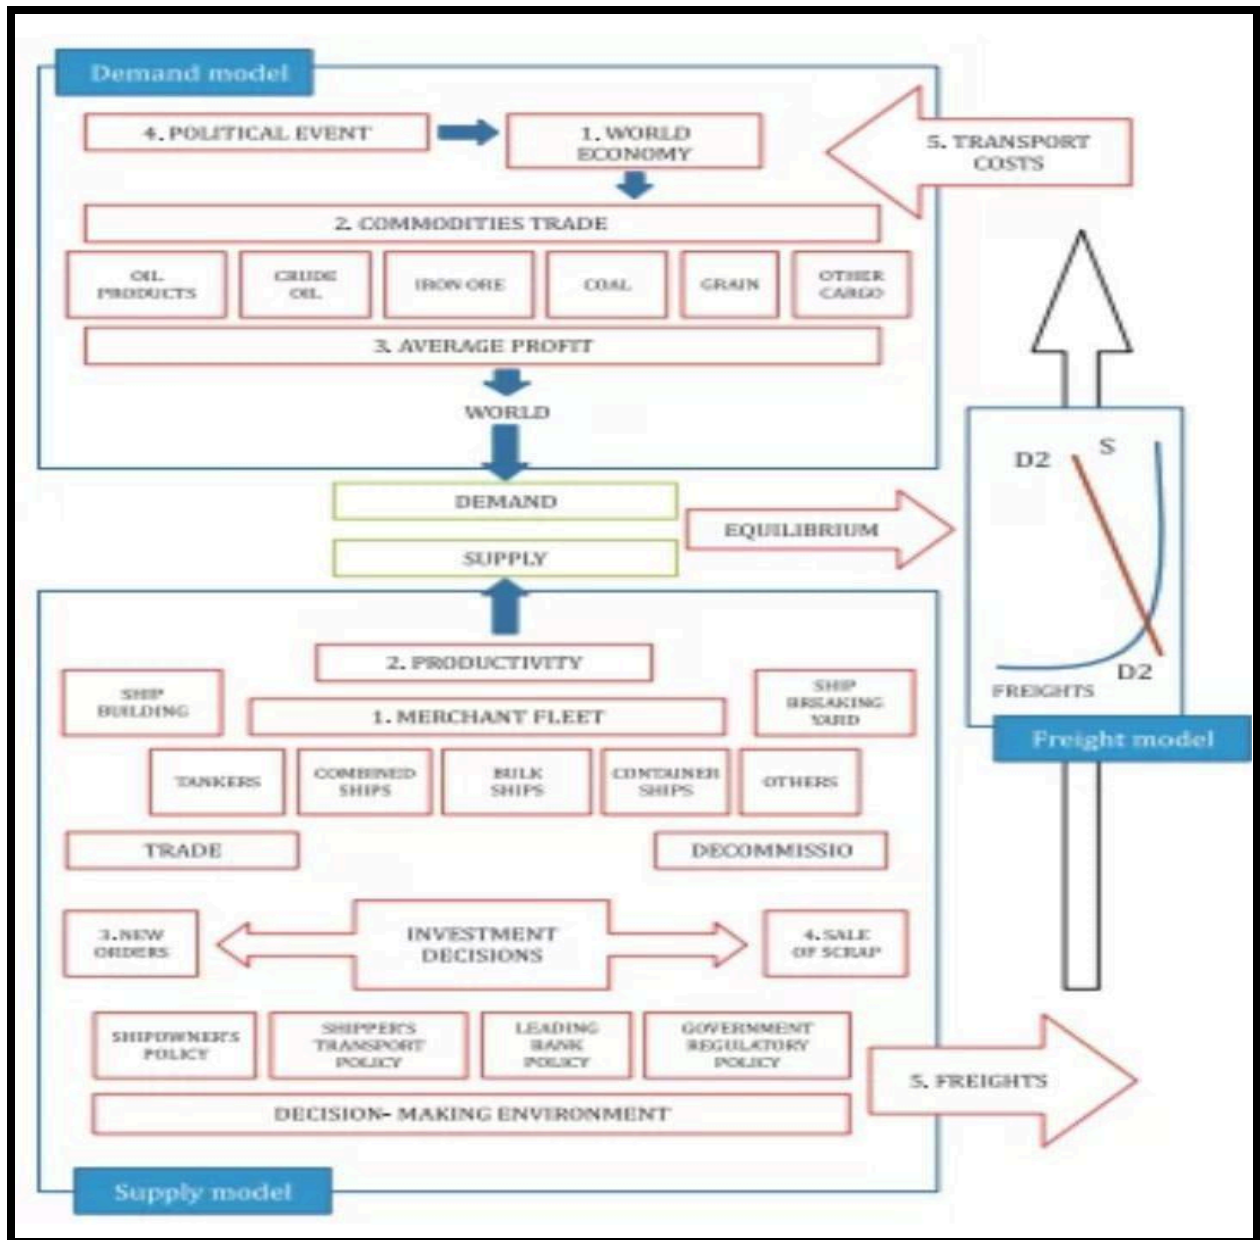 Demand model
4. POLITICAL EVENT
1. WORLD
ECONOMY
5. TRANSPORT
COSTS
2. COMMODITIES TRADE
OIL
PRODUCTS
CRUDE
OIL
IRON ORE
COAL
GRAIN
OTHER
CARGO
3. AVERAGE PROFIT
WORLD
DEMAND
SUPPLY
EQUILIBRIUM
D2
S
D2
FREIGHTS
Freight model
2. PRODUCTIVITY
SHIP
BUILDING
1. MERCHANT FLEET
SHIP
BREAKING
YARD
TANKERS
COMBINED
SHIPS
BULK
SHIPS
CONTAINER
SHIPS
OTHERS
TRADE
DECOMMISSIO
3. NEW
ORDERS
INVESTMENT
DECISIONS
4. SALE
OF SCRAP
SHIPOWNER'S
POLICY
SHIPPER'S
TRANSPORT
POLICY
LEADING
BANK
POLICY
GOVERNMENT
REGULATORY
POLICY
5. FREIGHTS
DECISION- MAKING ENVIRONMENT
Supply model